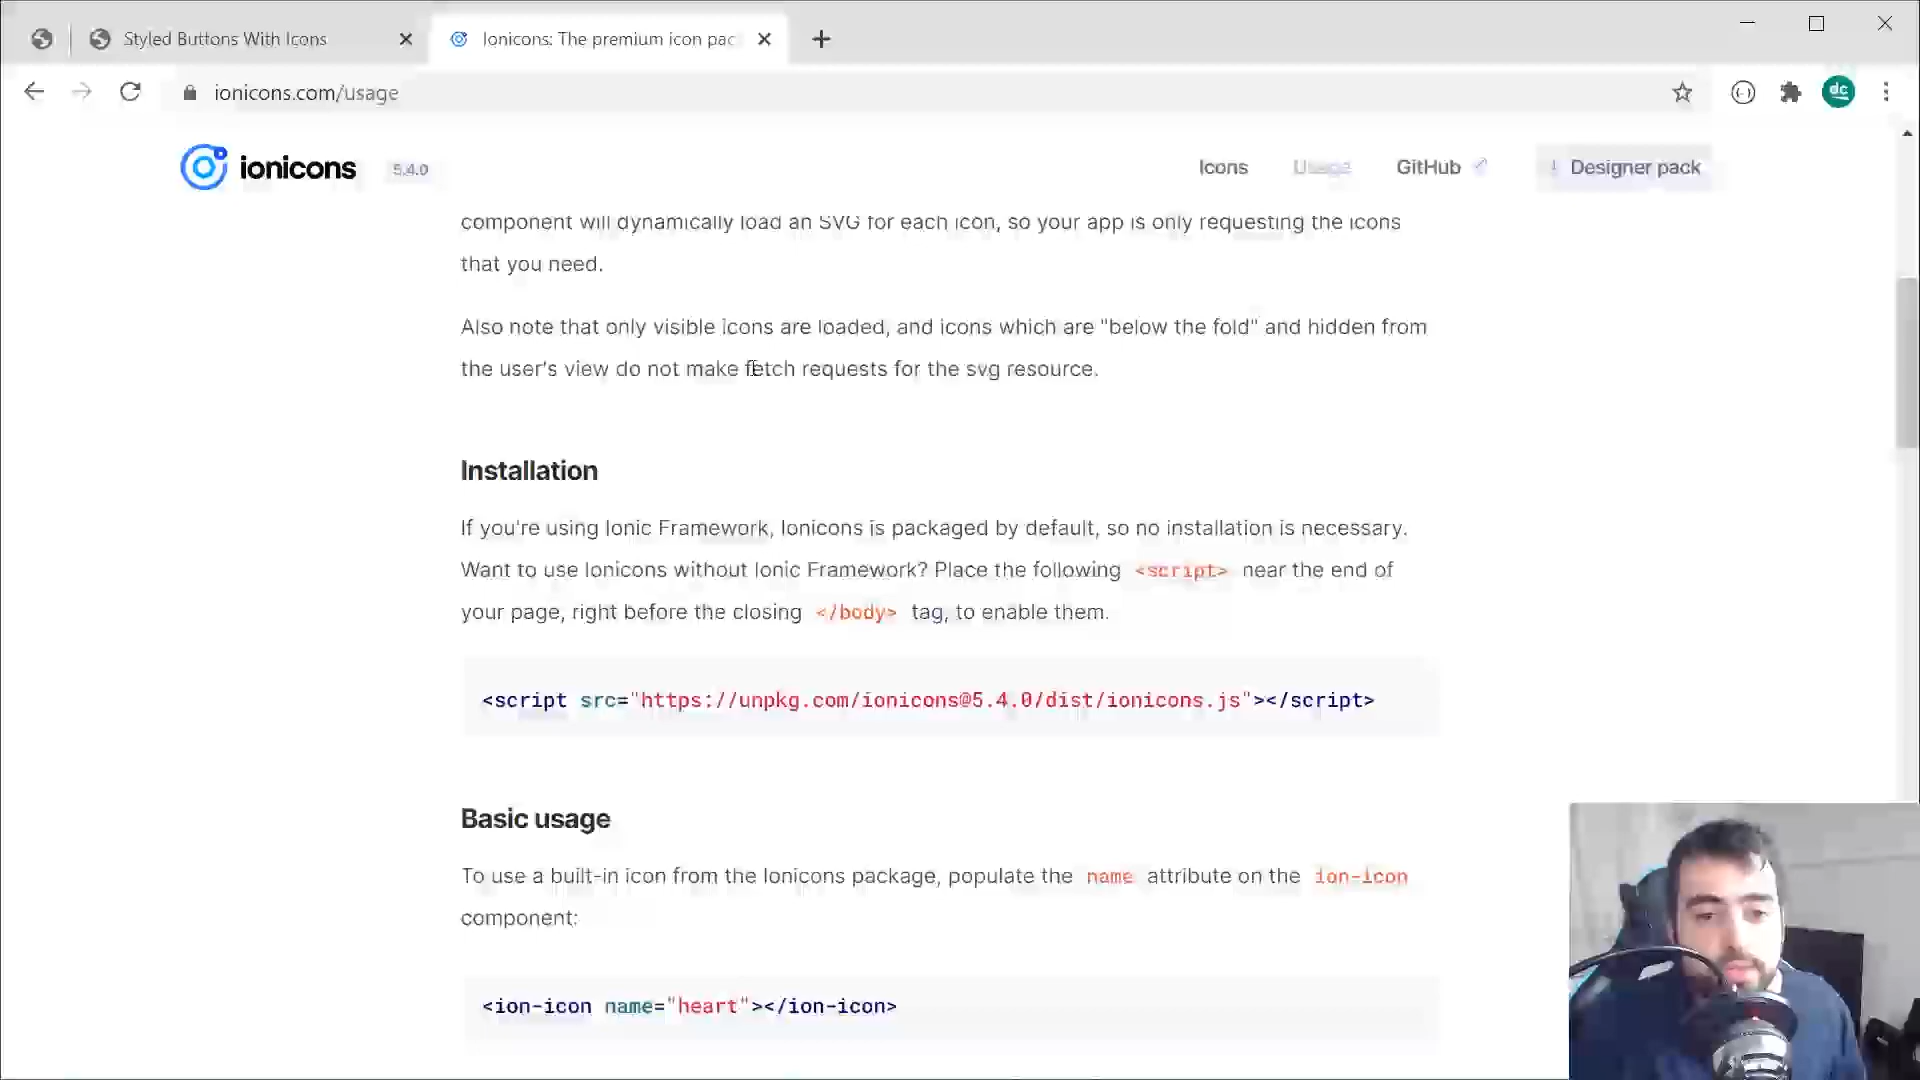 Styled Buttons With Icons
Ionicons: The premium icon pac
ionicons.com/usage
dc
ionicons
5.4.0
Icons
Usage
GitHub
Designer pack
component will dynamically load an SVG for each icon, so your app is only requesting the icons
that you need.
Also note that only visible icons are loaded, and icons which are "below the fold" and hidden from
the user's view do not make fetch requests for the svg resource.
Installation
If you're using Ionic Framework, Ionicons is packaged by default, so no installation is necessary.
Want to use Ionicons without Ionic Framework? Place the following <script> near the end of
your page, right before the closing </body> tag, to enable them.
<script src="https://unpkg.com/ionicons@5.4.0/dist/ionicons.js"></script>
Basic usage
To use a built-in icon from the Ionicons package, populate the name attribute on the ion-icon
component:
<ion-icon name="heart"></ion-icon>